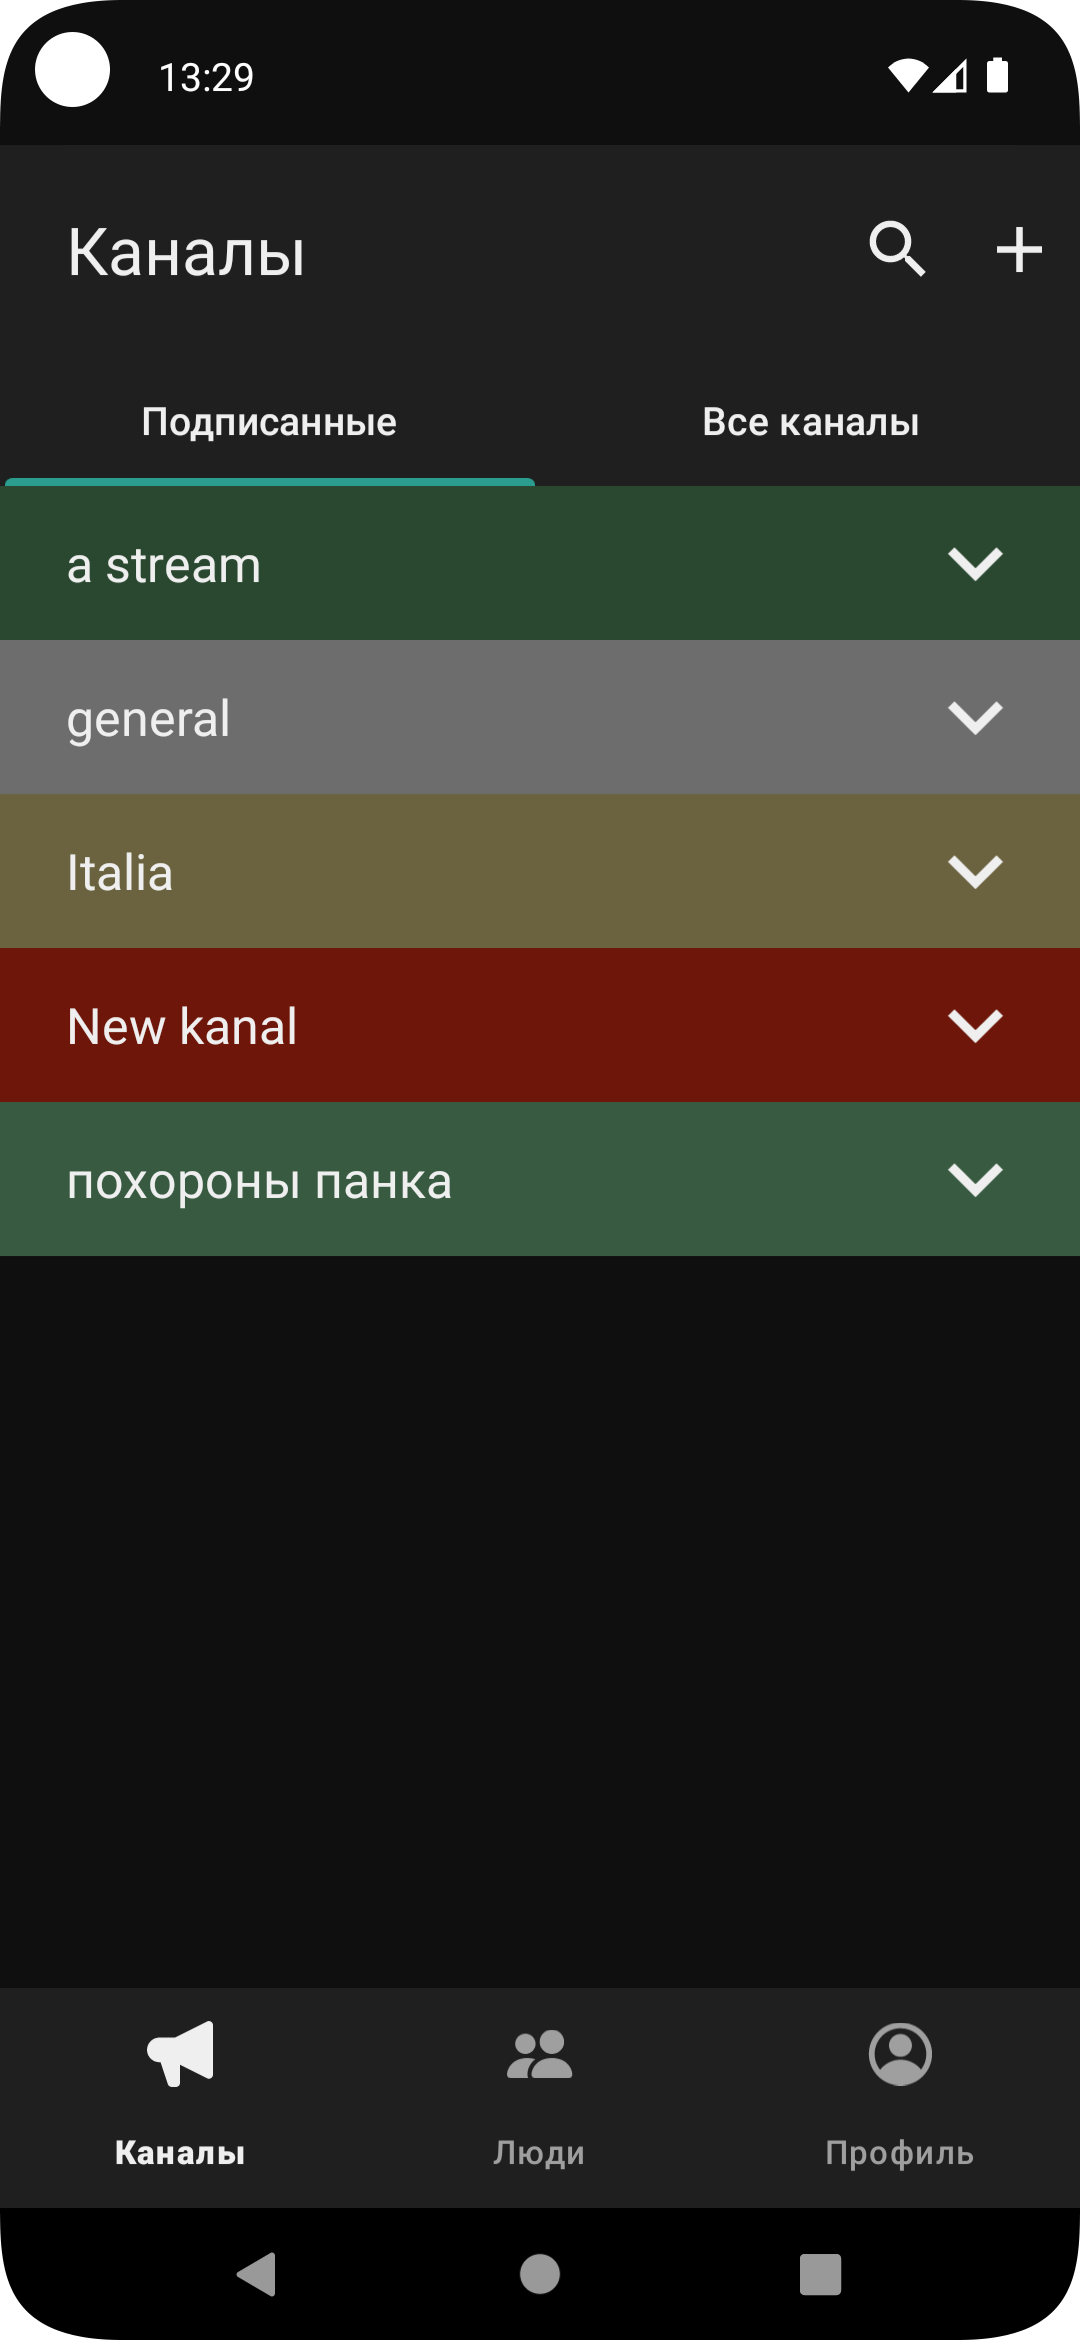 13:29
Каналы
Подписанные
Все каналы
a stream
general
Italia
New kanal
похороны панка
Каналы
Люди
Профиль